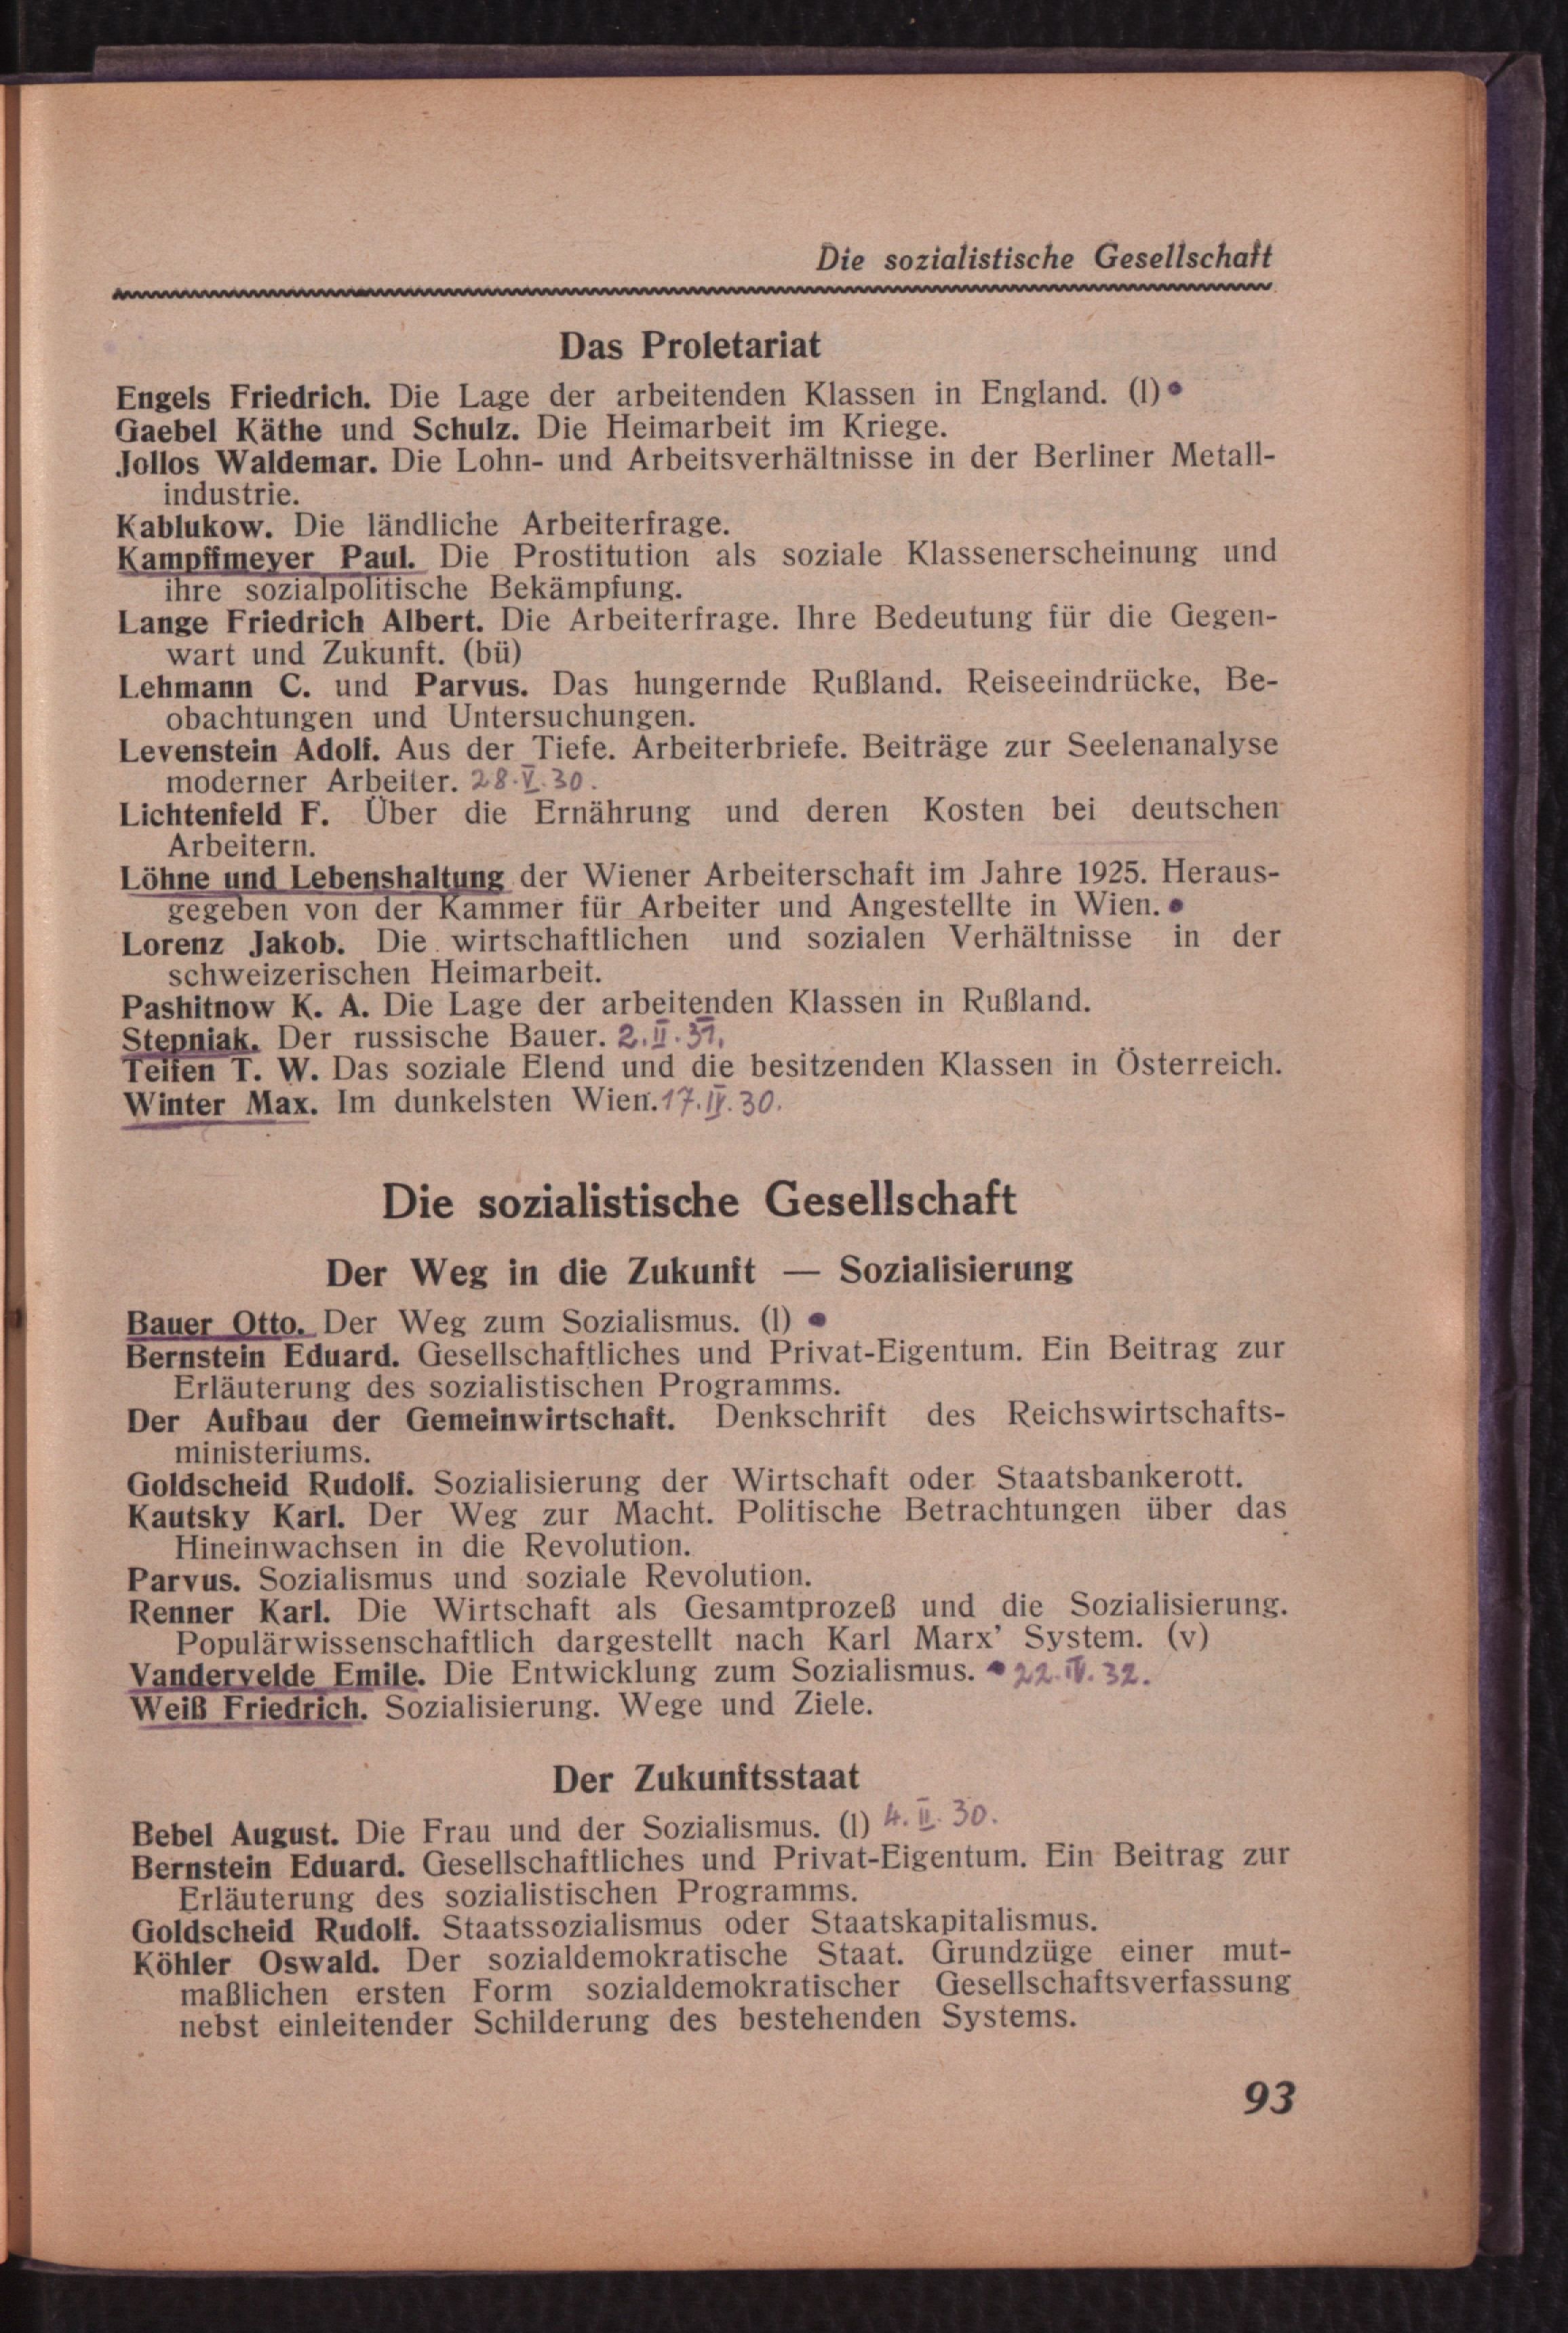 Die sozialistische Gesellschaft
Das Proletariat
Engels Friedrich. Die Lage der arbeitenden Klassen in England. (l) •
Gaebel Käthe und Schulz. Die Heimarbeit im Kriege.
Jollos Waldemar. Die Lohn- und Arbeitsverhältnisse in der Berliner Metall-
industrie.
Kablukow. Die ländliche Arbeiterfrage.
Kampffmeyer Paul. Die Prostitution als soziale Klassenerscheinung und
ihre sozialpolitische Bekämpfung.
Lange Friedrich Albert. Die Arbeiterfrage. Ihre Bedeutung für die Gegen-
wart und Zukunft. (bü)
Lehmann C. und Parvus. Das hungernde Rußland. Reiseeindrücke, Be-
obachtungen und Untersuchungen.
Levenstein Adolf. Aus der Tiefe. Arbeiterbriefe. Beiträge zur Seelenanalyse
moderner Arbeiter. 28.V.30.
Lichtenfeld F. Über die Ernährung und deren Kosten bei deutschen
Arbeitern.
Löhne und Lebenshaltung der Wiener Arbeiterschaft im Jahre 1925. Heraus-
gegeben von der Kammer für Arbeiter und Angestellte in Wien. •
Lorenz Jakob. Die wirtschaftlichen und sozialen Verhältnisse in der
schweizerischen Heimarbeit.
Pashitnow K. A. Die Lage der arbeitenden Klassen in Rußland.
Stepniak. Der russische Bauer. 2.II.31.
Teifen T. W. Das soziale Elend und die besitzenden Klassen in Österreich.
Winter Max. Im dunkelsten Wien. 17.IV.30.
Die sozialistische Gesellschaft
Der Weg in die Zukunft — Sozialisierung
Bauer Otto. Der Weg zum Sozialismus. (l) •
Bernstein Eduard. Gesellschaftliches und Privat-Eigentum. Ein Beitrag zur
Erläuterung des sozialistischen Programms.
Der Aufbau der Gemeinwirtschaft. Denkschrift des Reichswirtschafts-
ministeriums.
Goldscheid Rudolf. Sozialisierung der Wirtschaft oder Staatsbankerott.
Kautsky Karl. Der Weg zur Macht. Politische Betrachtungen über das
Hineinwachsen in die Revolution.
Parvus. Sozialismus und soziale Revolution.
Renner Karl. Die Wirtschaft als Gesamtprozeß und die Sozialisierung.
Populärwissenschaftlich dargestellt nach Karl Marx' System. (v)
Vandervelde Emile. Die Entwicklung zum Sozialismus. • 22.IV.32.
Weiß Friedrich. Sozialisierung. Wege und Ziele.
Der Zukunftsstaat
Bebel August. Die Frau und der Sozialismus. (l) 4.II.30.
Bernstein Eduard. Gesellschaftliches und Privat-Eigentum. Ein Beitrag zur
Erläuterung des sozialistischen Programms.
Goldscheid Rudolf. Staatssozialismus oder Staatskapitalismus.
Köhler Oswald. Der sozialdemokratische Staat. Grundzüge einer mut-
maßlichen ersten Form sozialdemokratischer Gesellschaftsverfassung
nebst einleitender Schilderung des bestehenden Systems.
93